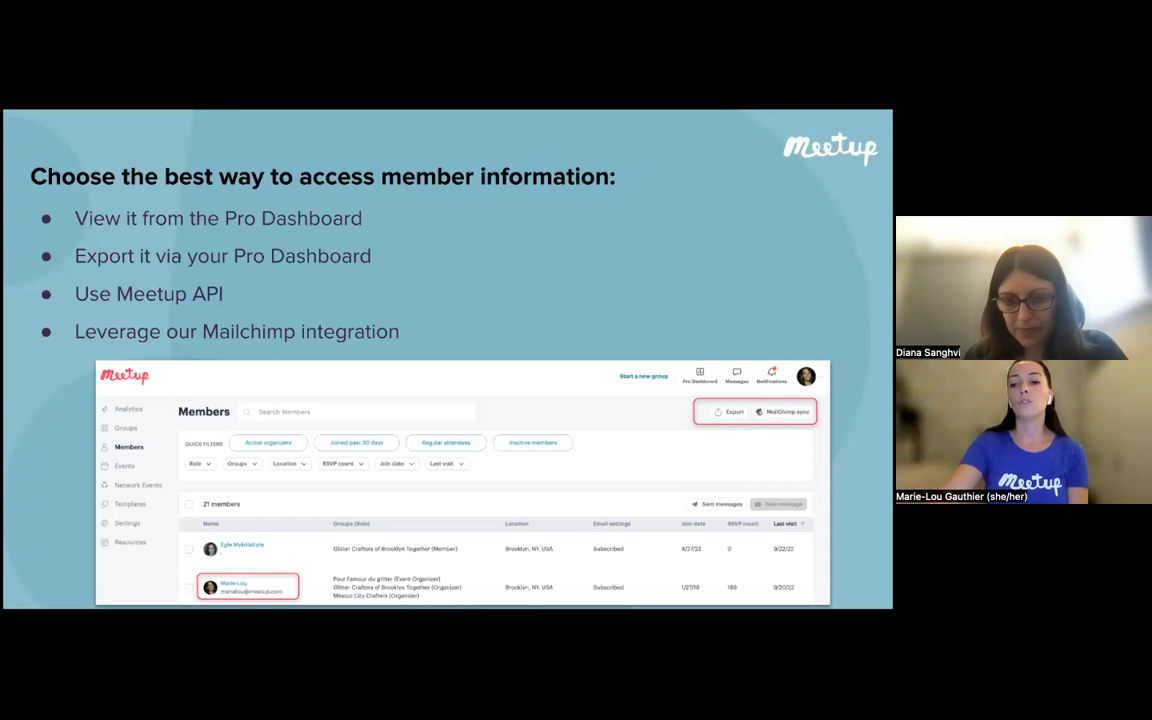 meetup
Choose the best way to access member information:
● View it from the Pro Dashboard
● Export it via your Pro Dashboard
● Use Meetup API
● Leverage our Mailchimp integration
meetup
Start a new group
Pro Dashboard
Messages
Notifications
Analytics
Groups
Members
Events
Network Events
Templates
Settings
Resources
Members
Search Members
Export
MailChimp sync
QUICK FILTERS
Active organizers
Joined past 30 days
Regular attendees
Inactive members
Role
Groups
Location
RSVP count
Join date
Last visit
21 members
Sent messages
New message
Name Groups (Role) Location Email settings Join date RSVP count Last visit
Egle Mykolaityte Glitter Crafters of Brooklyn Together (Member) Brooklyn, NY, USA Subscribed 4/27/22 0 9/22/22
Marie-Lou Pour l'amour du glitter (Event Organizer)
Glitter Crafters of Brooklyn Together (Organizer) Brooklyn, NY, USA Subscribed 1/27/18 9/20/22
Mexico City Crafters (Organizer)
Diana Sanghvi
meetup
Marie-Lou Gauthier (she/her)